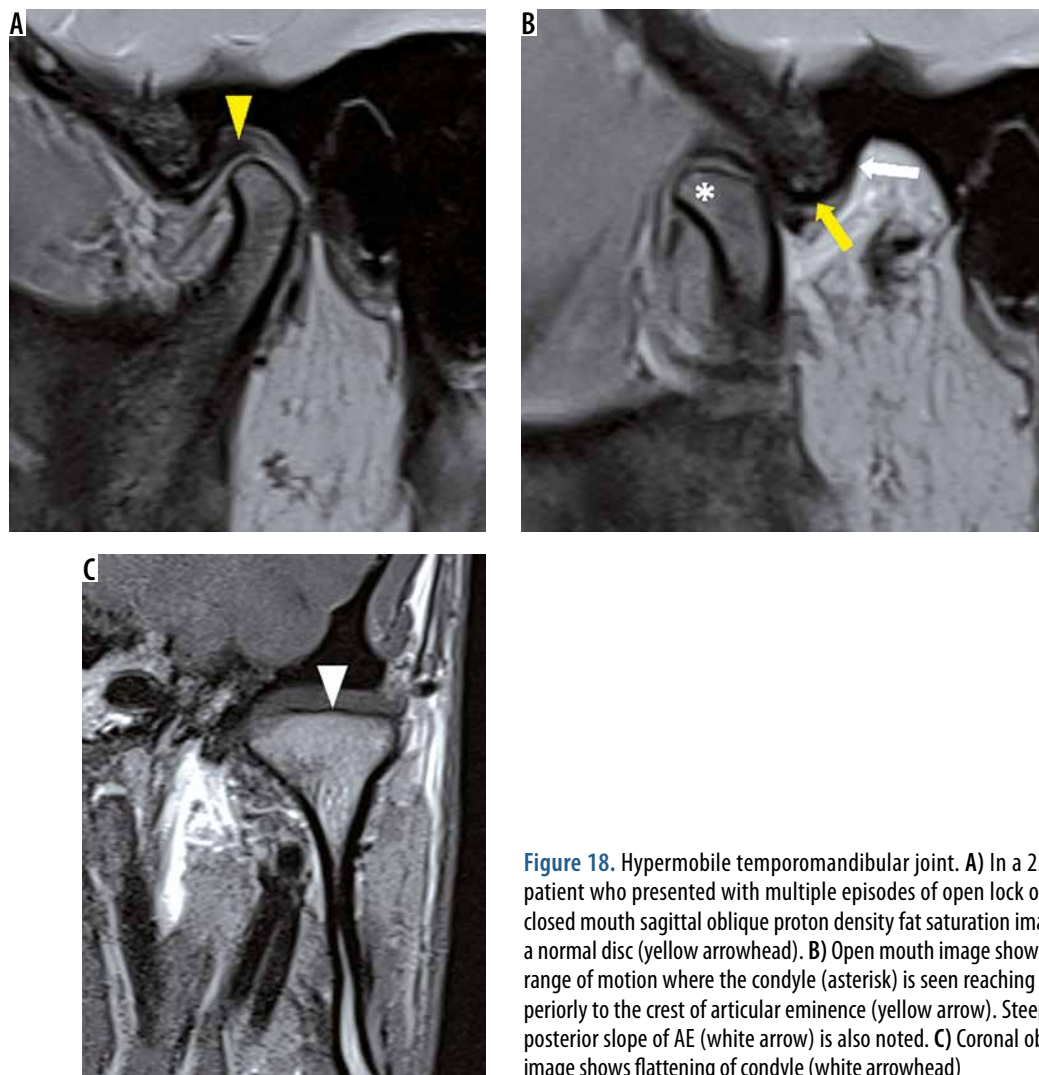 A
B
C
Figure 18. Hypermobile temporomandibular joint. A) In a 2
patient who presented with multiple episodes of open lock o
closed mouth sagittal oblique proton density fat saturation ima
a normal disc (yellow arrowhead). B) Open mouth image show
range of motion where the condyle (asterisk) is seen reaching
periorly to the crest of articular eminence (yellow arrow). Steep
posterior slope of AE (white arrow) is also noted. C) Coronal ob
image shows flattening of condyle (white arrowhead)